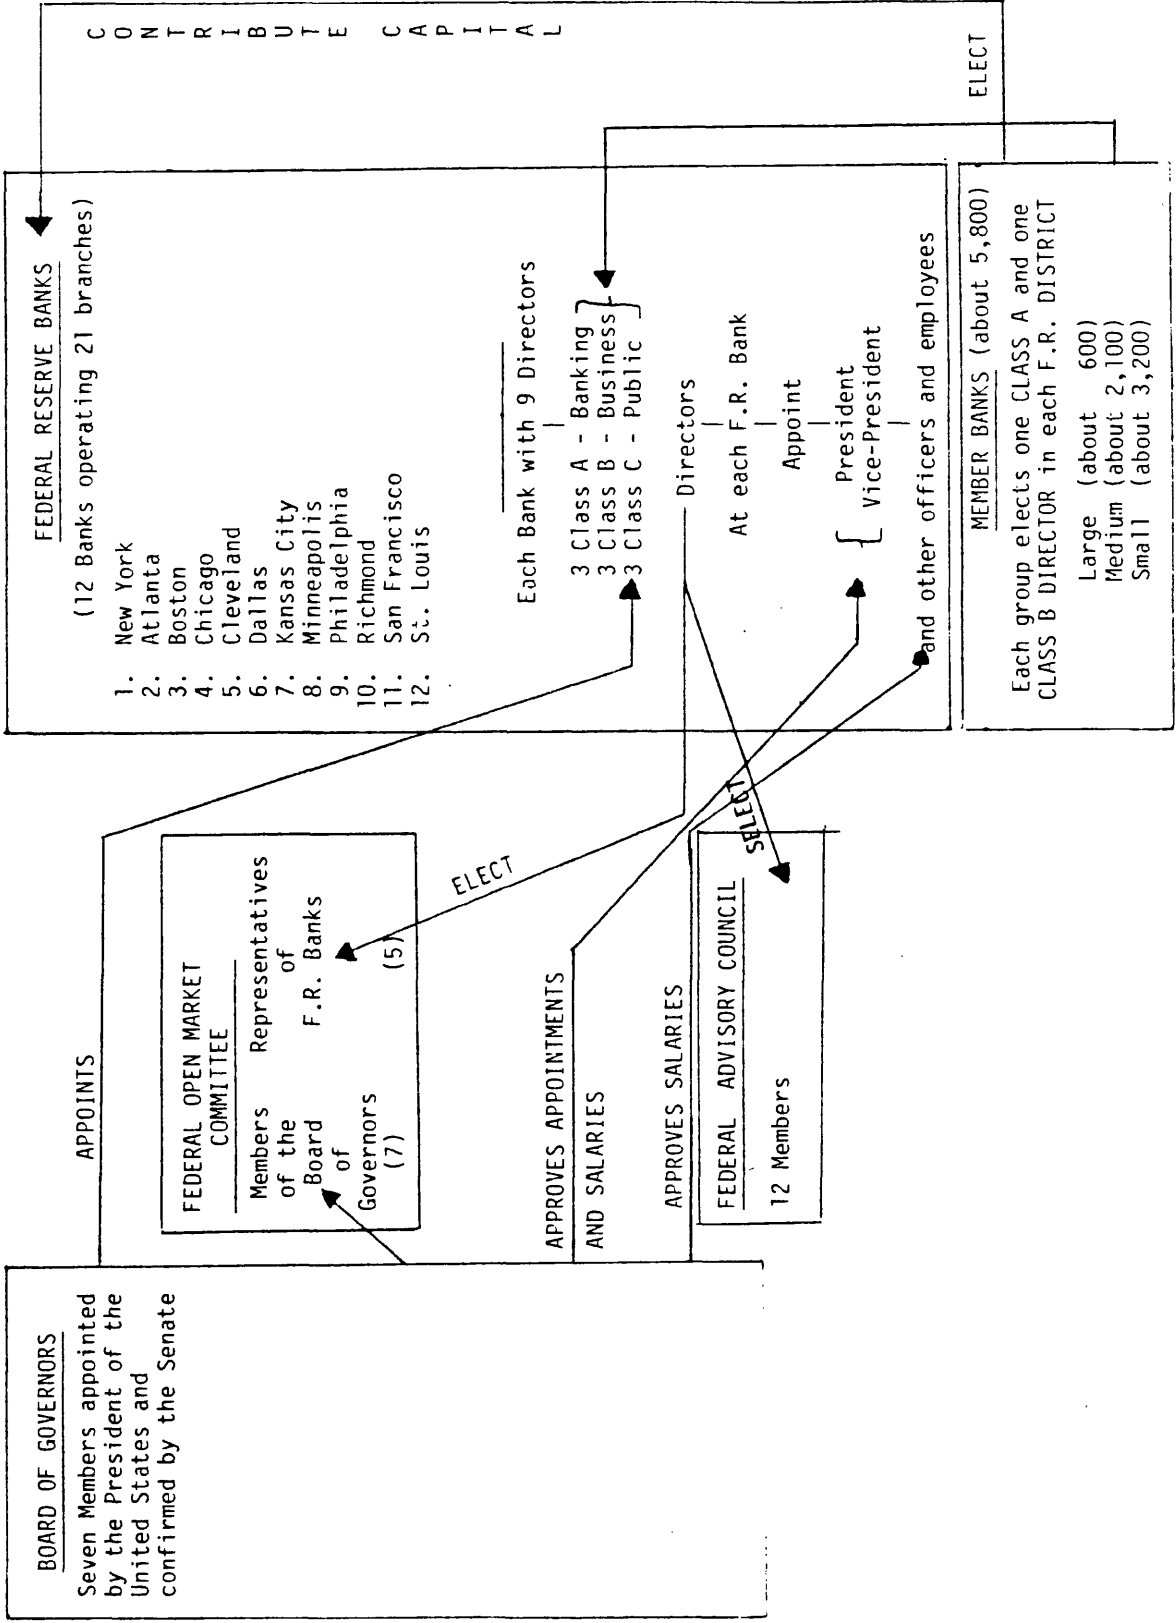 BOARD OF GOVERNORS
Seven Members appointed
by the President of the
United States and
confirmed by the Senate
APPOINTS
FEDERAL OPEN MARKET
COMMITTEE
Members
of the
Board
of
Governors
(7)
Representatives
of
F.R. Banks
(5)
ELECT
APPROVES APPOINTMENTS
AND SALARIES
APPROVES SALARIES
SELECT
FEDERAL ADVISORY COUNCIL
12 Members
FEDERAL RESERVE BANKS
(12 Banks operating 21 branches)
1. New York
2. Atlanta
3. Boston
4. Chicago
5. Cleveland
6. Dallas
7. Kansas City
8. Minneapolis
9. Philadelphia
10. Richmond
11. San Francisco
12. St. Louis
Each Bank with 9 Directors
3 Class A - Banking
3 Class B - Business
3 Class C - Public
Directors
At each F.R. Bank
Appoint
President
Vice-President
and other officers and employees
MEMBER BANKS (about 5,800)
Each group elects one CLASS A and one
CLASS B DIRECTOR in each F.R. DISTRICT
Large (about 600)
Medium (about 2,100)
Small (about 3,200)
CONTRIBUTE CAPITAL
ELECT